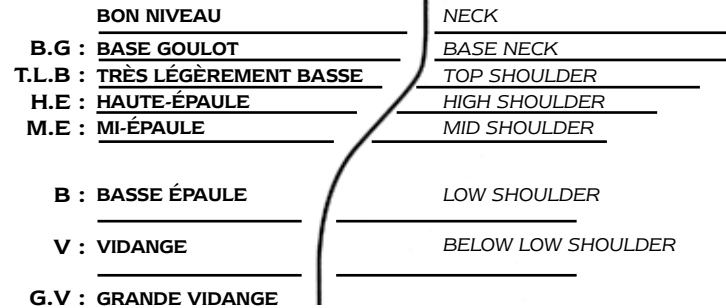 BON NIVEAU NECK
B.G : BASE GOULOT BASE NECK
T.L.B : TRÈS LÉGÈREMENT BASSE TOP SHOULDER
H.E : HAUTE-ÉPAULE HIGH SHOULDER
M.E : MI-ÉPAULE MID SHOULDER
B : BASSE ÉPAULE LOW SHOULDER
V : VIDANGE BELOW LOW SHOULDER
G.V : GRANDE VIDANGE